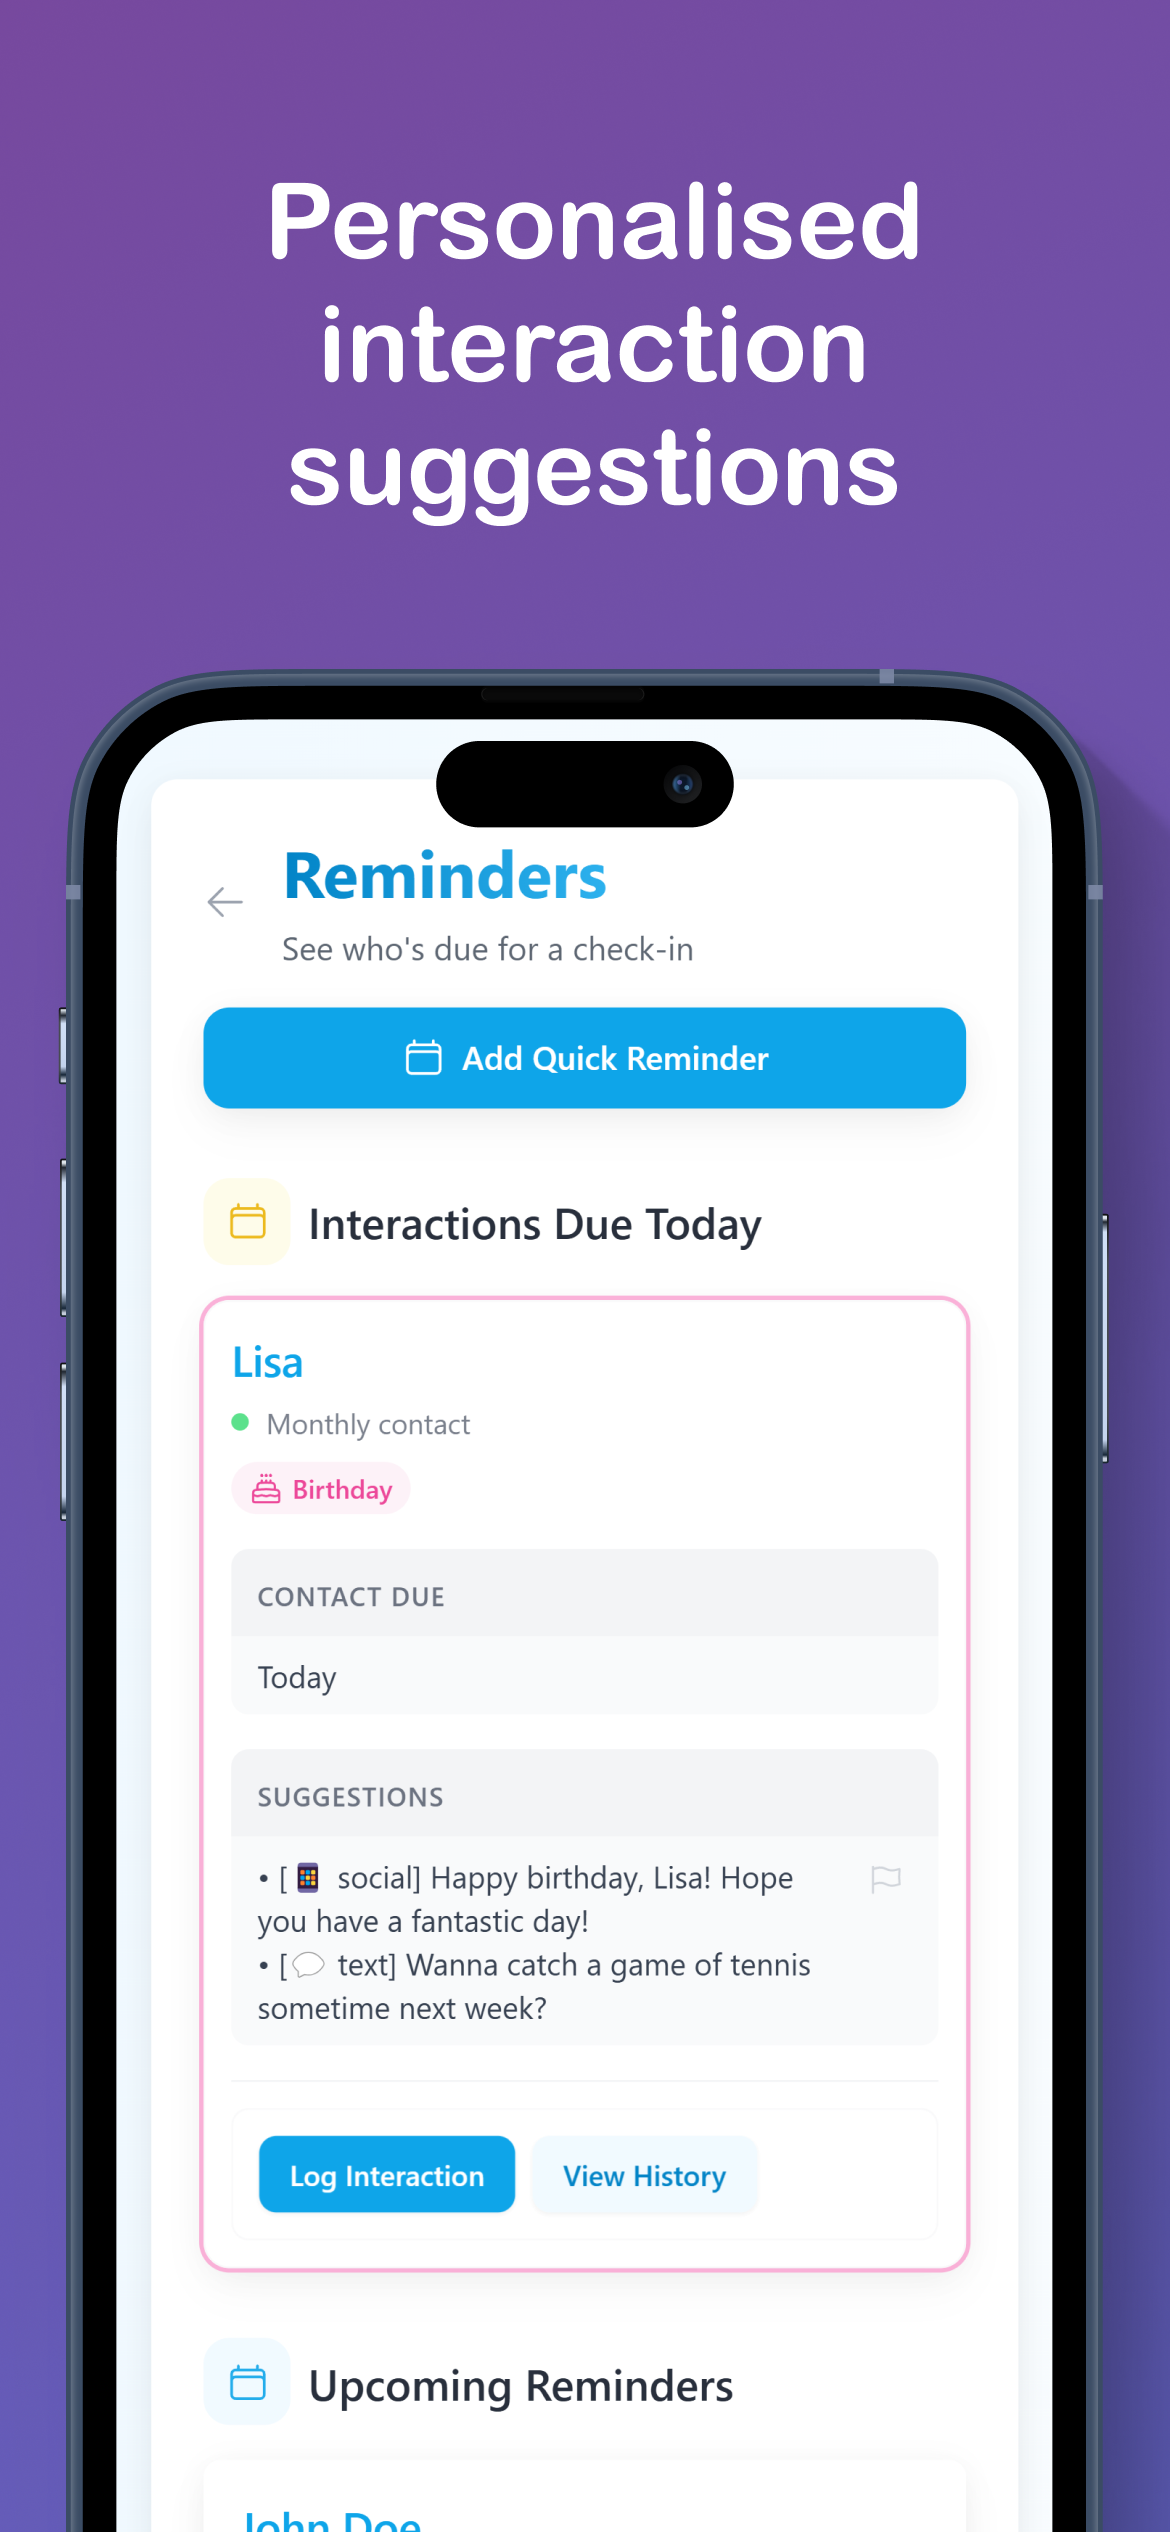 Personalised
interaction
suggestions
Reminders
See who's due for a check-in
Add Quick Reminder
Interactions Due Today
Lisa
Monthly contact
Birthday
CONTACT DUE
Today
SUGGESTIONS
• [📱 social] Happy birthday, Lisa! Hope
you have a fantastic day!
• [💬 text] Wanna catch a game of tennis
sometime next week?
Log Interaction
View History
Upcoming Reminders
John Doe